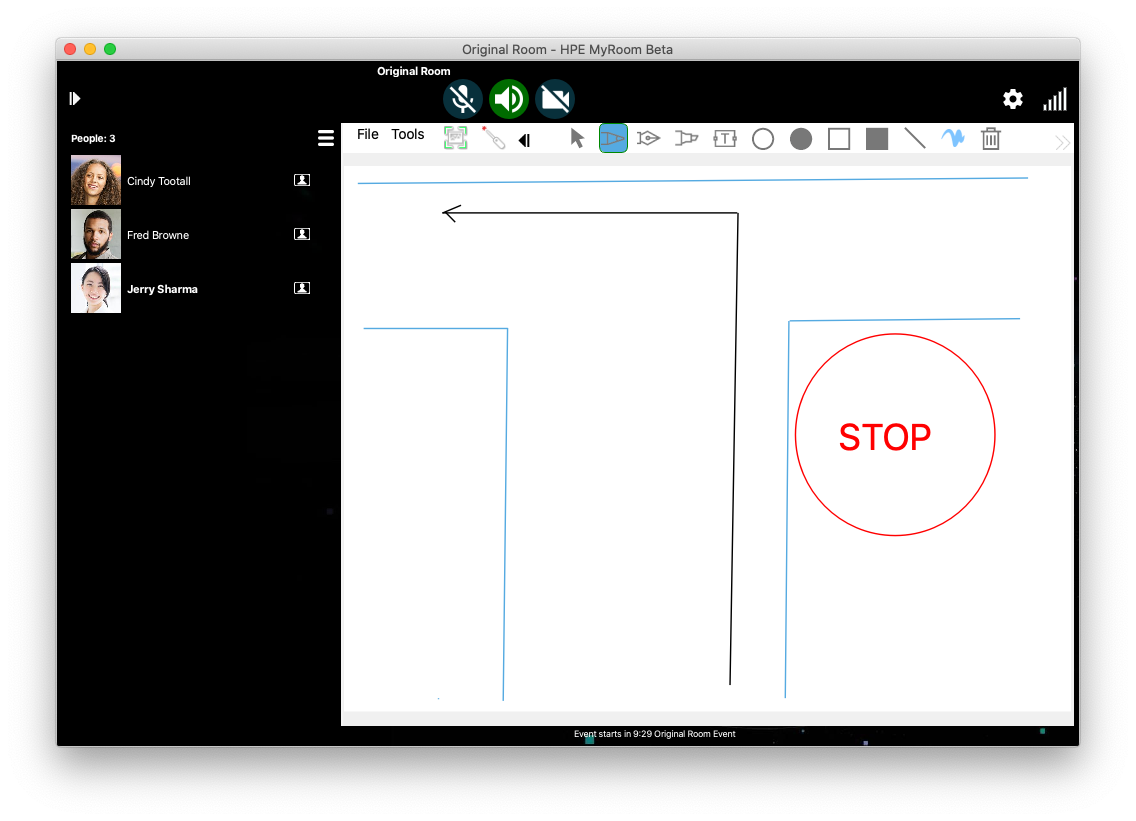 Original Room - HPE MyRoom Beta
Original Room
People: 3
File Tools
T
Cindy Tootall
Fred Browne
Jerry Sharma
STOP
Event starts in 9:29 Original Room Event